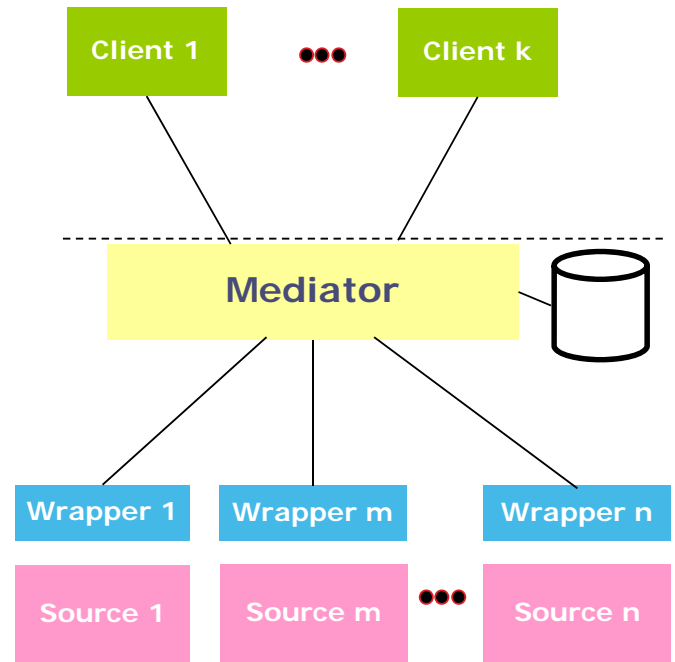 Client 1
Client k
Mediator
Wrapper 1
Wrapper m
Wrapper n
Source 1
Source m
Source n